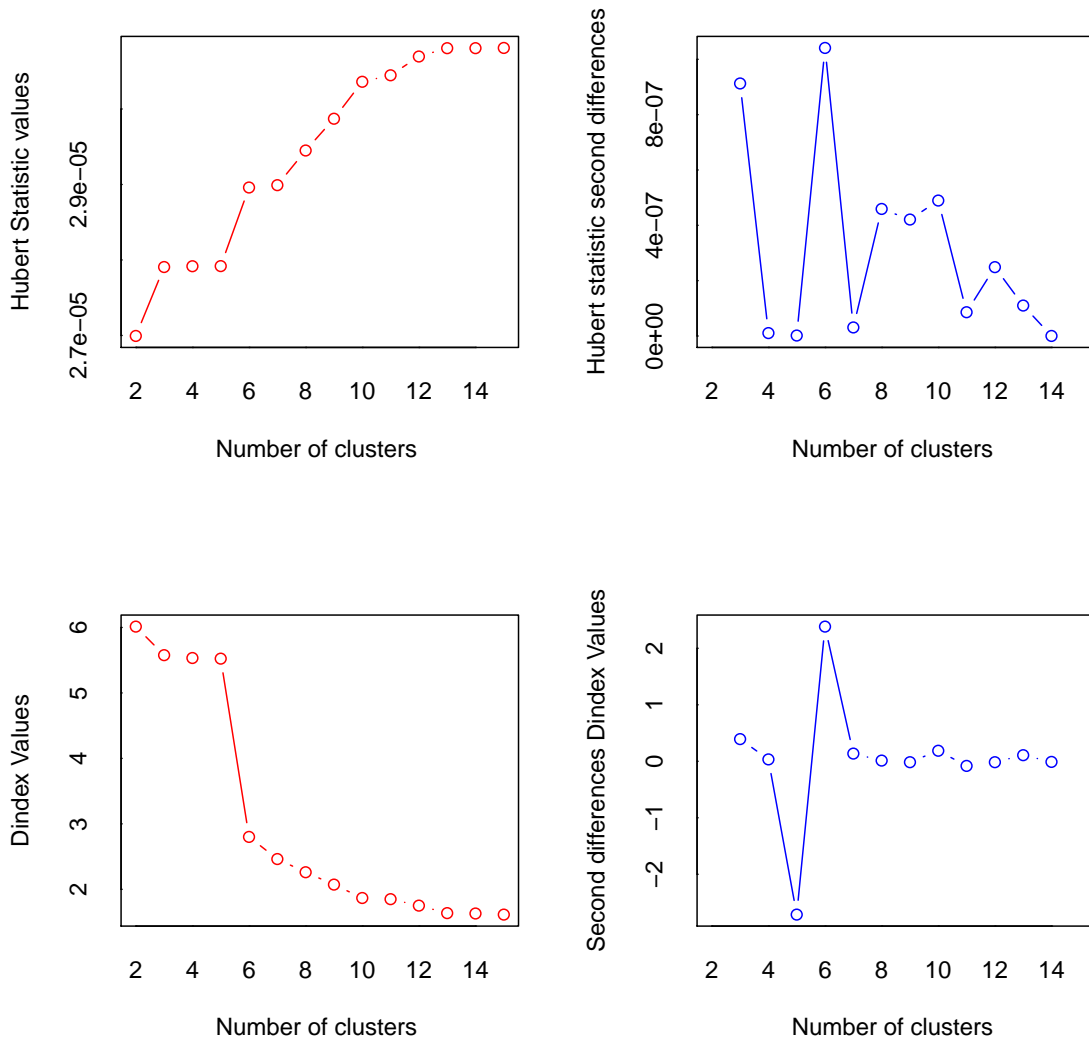 Hubert Statistic values
2.7e−05
2.9e−05
2 4 6 8 10 12 14
Number of clusters
Hubert statistic second differences
0e+00
4e−07
8e−07
2 4 6 8 10 12 14
Number of clusters
Dindex Values
2
3
4
5
6
2 4 6 8 10 12 14
Number of clusters
Second differences Dindex Values
−2
−1
0
1
2
2 4 6 8 10 12 14
Number of clusters